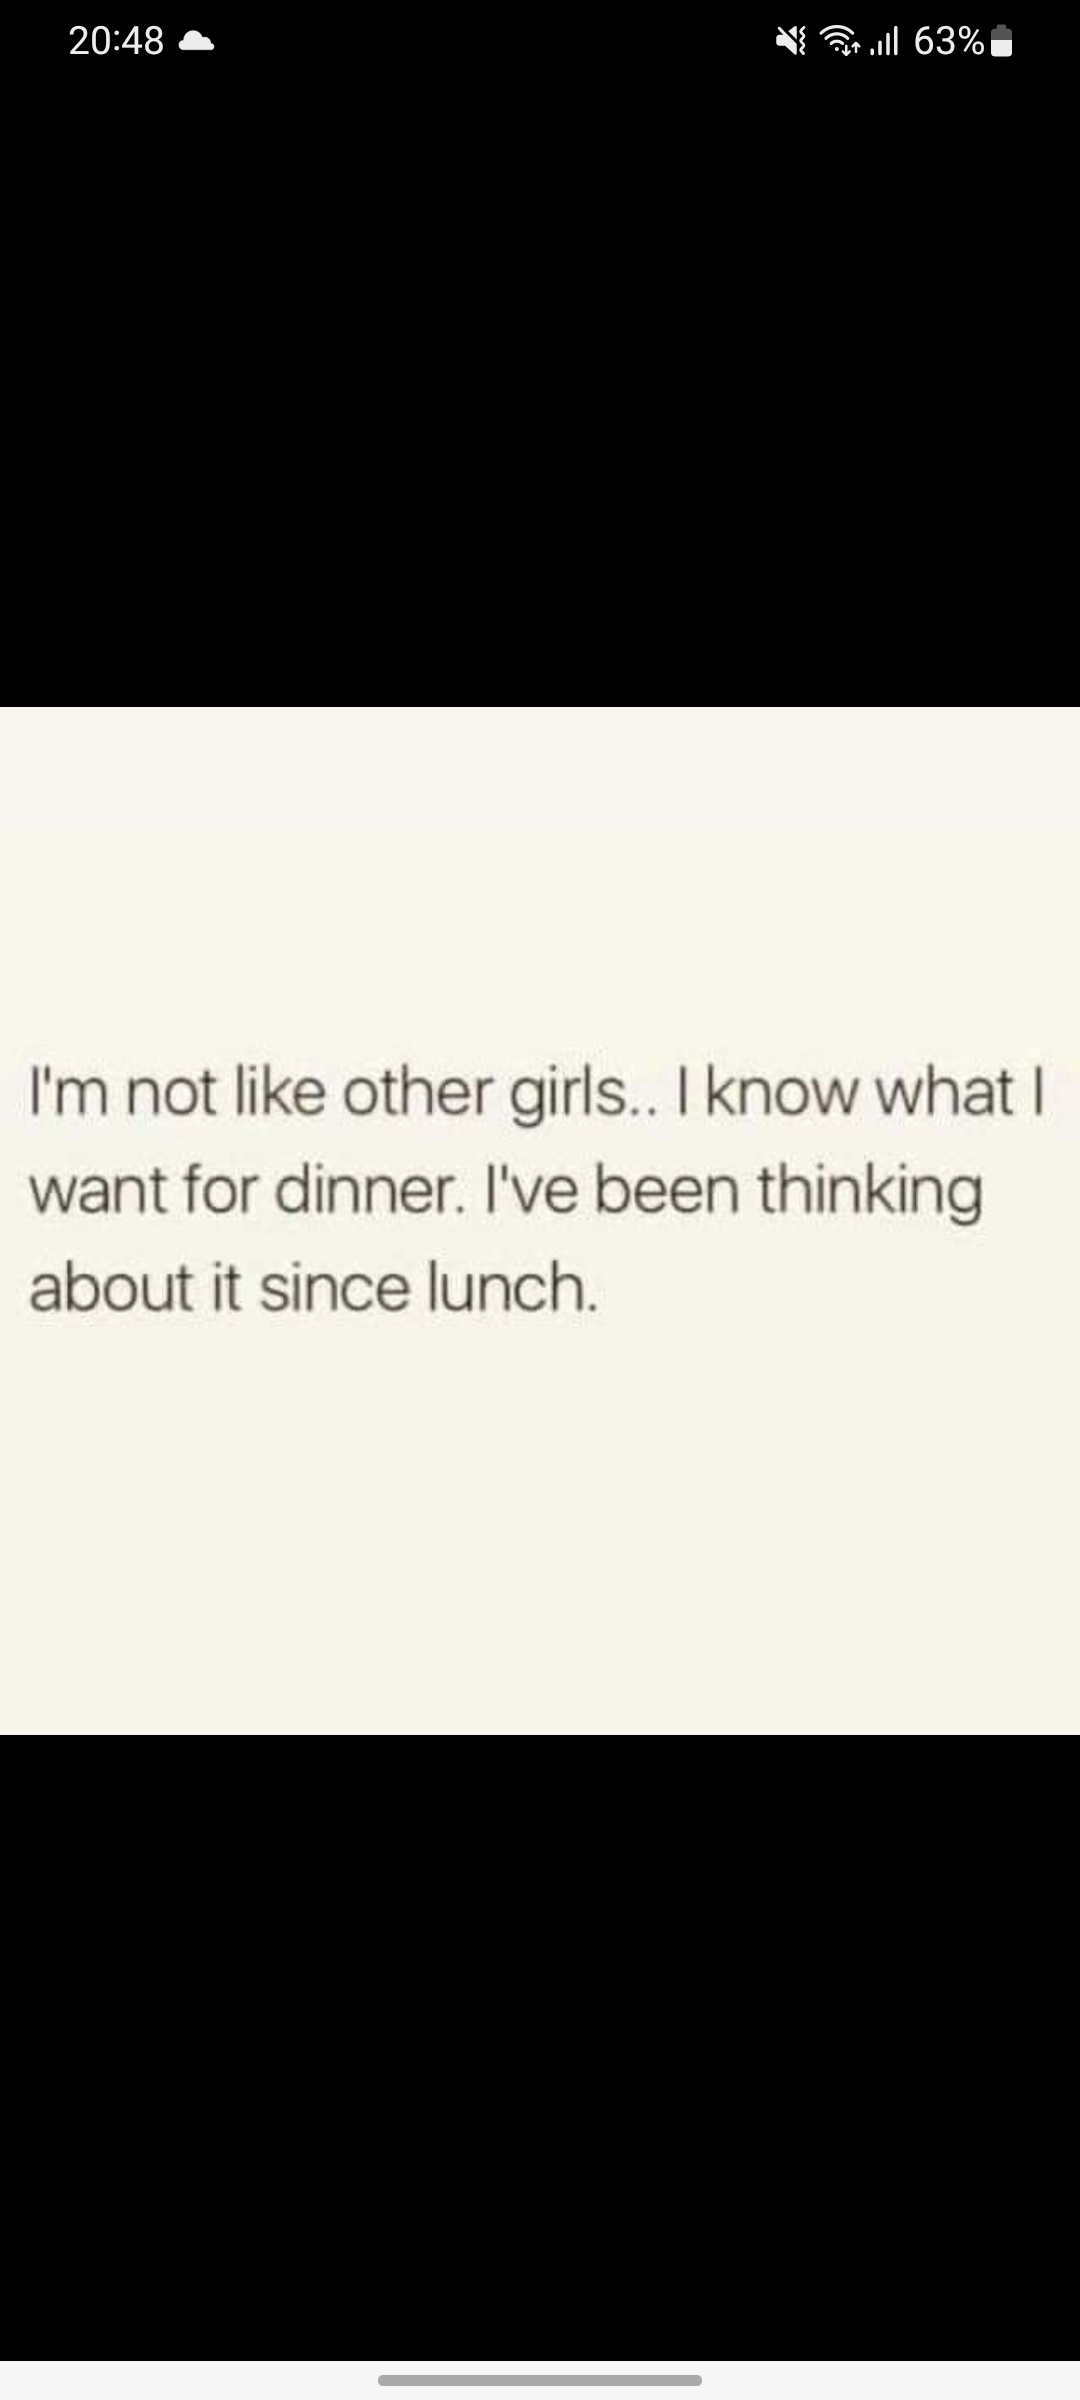 20:48 63%
I'm not like other girls.. I know what I
want for dinner. I've been thinking
about it since lunch.